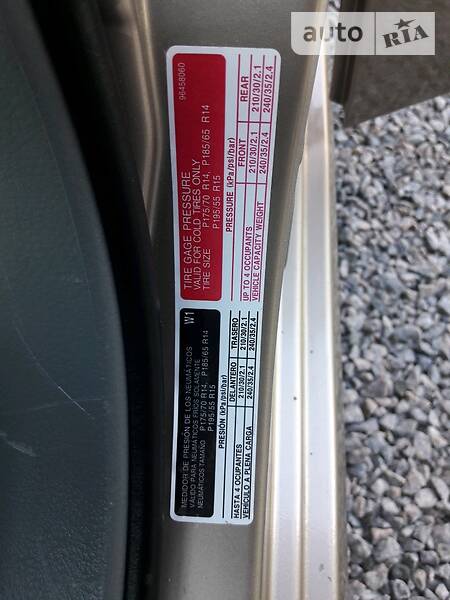 auto RIA
TIRE GAGE PRESSURE
VALID FOR COLD TIRES ONLY
TIRE SIZE P175/70 R14, P185/65 R14
P195/55 R15
96458060
PRESSURE (kPa/psi/bar)
FRONT REAR
UP TO 4 OCCUPANTS 210/30/2,1 210/30/2,1
VEHICLE CAPACITY WEIGHT 240/35/2,4 240/35/2,4
W1
MEDIDOR DE PRESIÓN DE LOS NEUMÁTICOS
VÁLIDO PARA NEUMÁTICOS FRIOS SOLAMENTE
NEUMÁTICOS TAMAÑO P175/70 R14, P185/65 R14
P195/55 R15
PRESIÓN (kPa/psi/bar)
DELANTERO TRASERO
HASTA 4 OCUPANTES 210/30/2,1 210/30/2,1
VEHÍCULO A PLENA CARGA 240/35/2,4 240/35/2,4